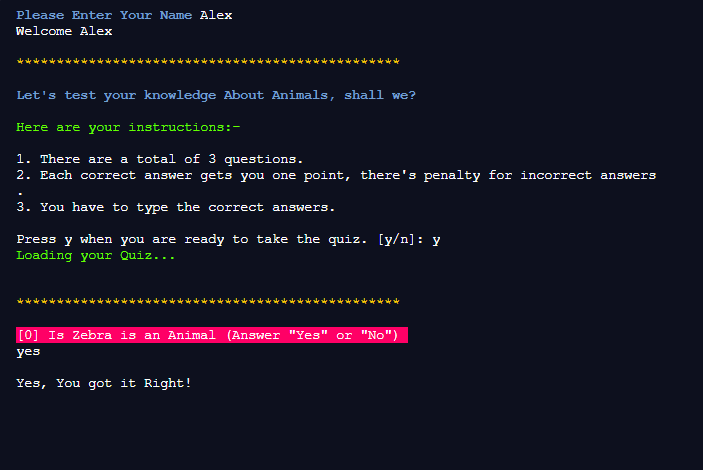 Please Enter Your Name Alex
Welcome Alex
************************************************
Let's test your knowledge About Animals, shall we?
Here are your instructions:-
1. There are a total of 3 questions.
2. Each correct answer gets you one point, there's penalty for incorrect answers
.
3. You have to type the correct answers.
Press y when you are ready to take the quiz. [y/n]: y
Loading your Quiz...
************************************************
[0] Is Zebra is an Animal (Answer "Yes" or "No")
yes
Yes, You got it Right!